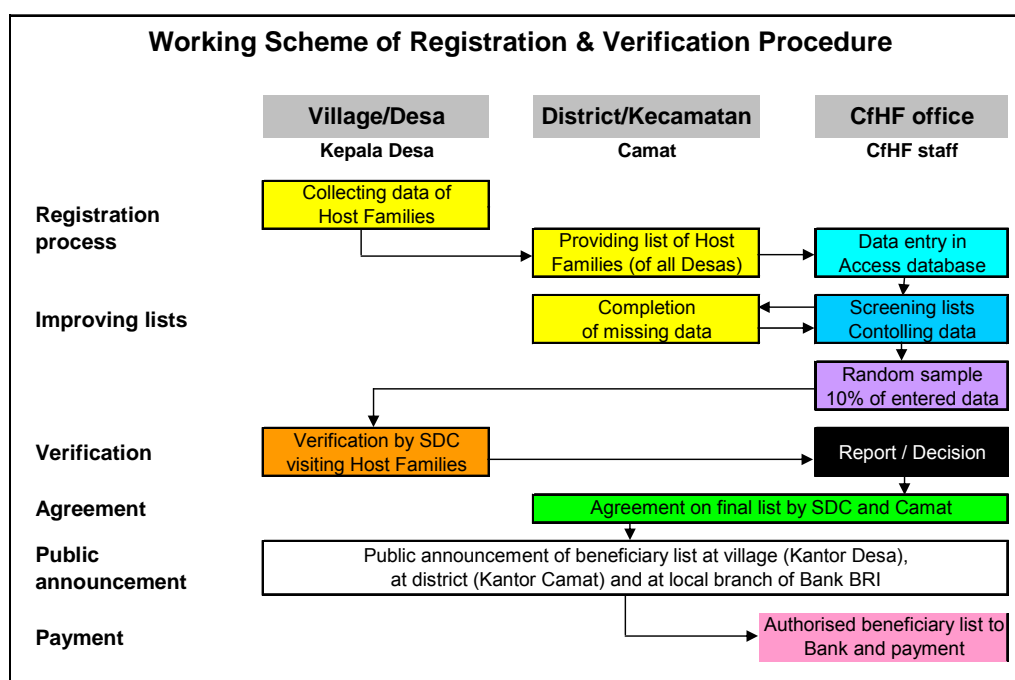 Working Scheme of Registration & Verification Procedure
Village/Desa
District/Kecamatan
CfHF office
Kepala Desa
Camat
CfHF staff
Registration
process
Collecting data of
Host Families
Providing list of Host
Families (of all Desas)
Data entry in
Access database
Improving lists
Completion
of missing data
Screening lists
Contolling data
Random sample
10% of entered data
Verification
Verification by SDC
visiting Host Families
Report / Decision
Agreement
Agreement on final list by SDC and Camat
Public
announcement
Public announcement of beneficiary list at village (Kantor Desa),
at district (Kantor Camat) and at local branch of Bank BRI
Payment
Authorised beneficiary list to
Bank and payment